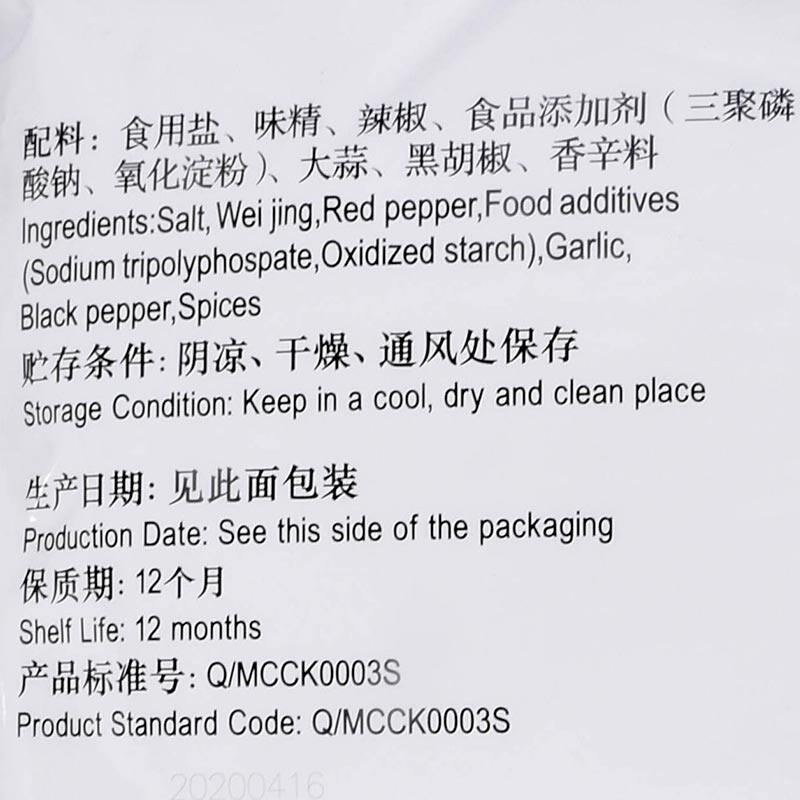 配料：食用盐、味精、辣椒、食品添加剂（三聚磷
酸钠、氧化淀粉）、大蒜、黑胡椒、香辛料
Ingredients:Salt, Wei jing,Red pepper,Food additives
(Sodium tripolyphospate,Oxidized starch),Garlic,
Black pepper,Spices
贮存条件：阴凉、干燥、通风处保存
Storage Condition: Keep in a cool, dry and clean place
生产日期：见此面包装
Production Date: See this side of the packaging
保质期：12个月
Shelf Life: 12 months
产品标准号：Q/MCCK0003S
Product Standard Code: Q/MCCK0003S
20200416